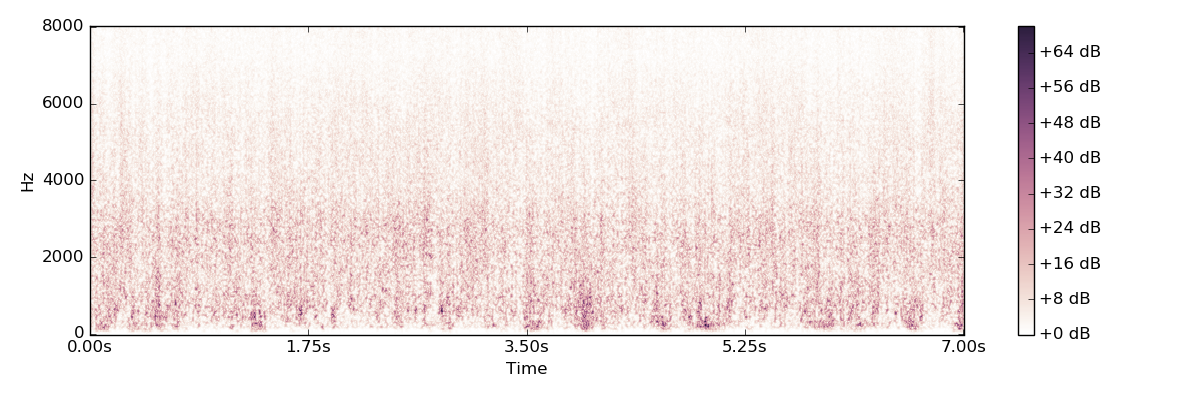 8000
6000
4000
2000
0
Hz
0.00s
1.75s
3.50s
5.25s
7.00s
Time
+64 dB
+56 dB
+48 dB
+40 dB
+32 dB
+24 dB
+16 dB
+8 dB
+0 dB